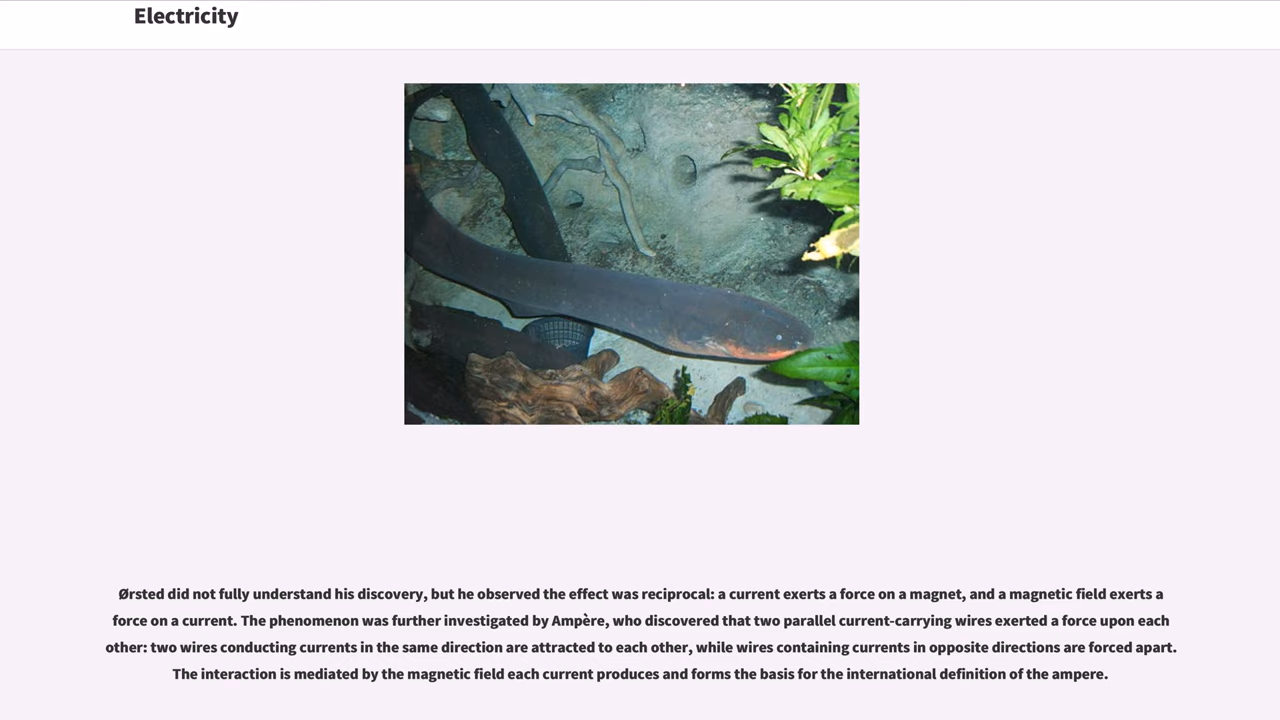 Electricity
Ørsted did not fully understand his discovery, but he observed the effect was reciprocal: a current exerts a force on a magnet, and a magnetic field exerts a
force on a current. The phenomenon was further investigated by Ampère, who discovered that two parallel current-carrying wires exerted a force upon each
other: two wires conducting currents in the same direction are attracted to each other, while wires containing currents in opposite directions are forced apart.
The interaction is mediated by the magnetic field each current produces and forms the basis for the international definition of the ampere.